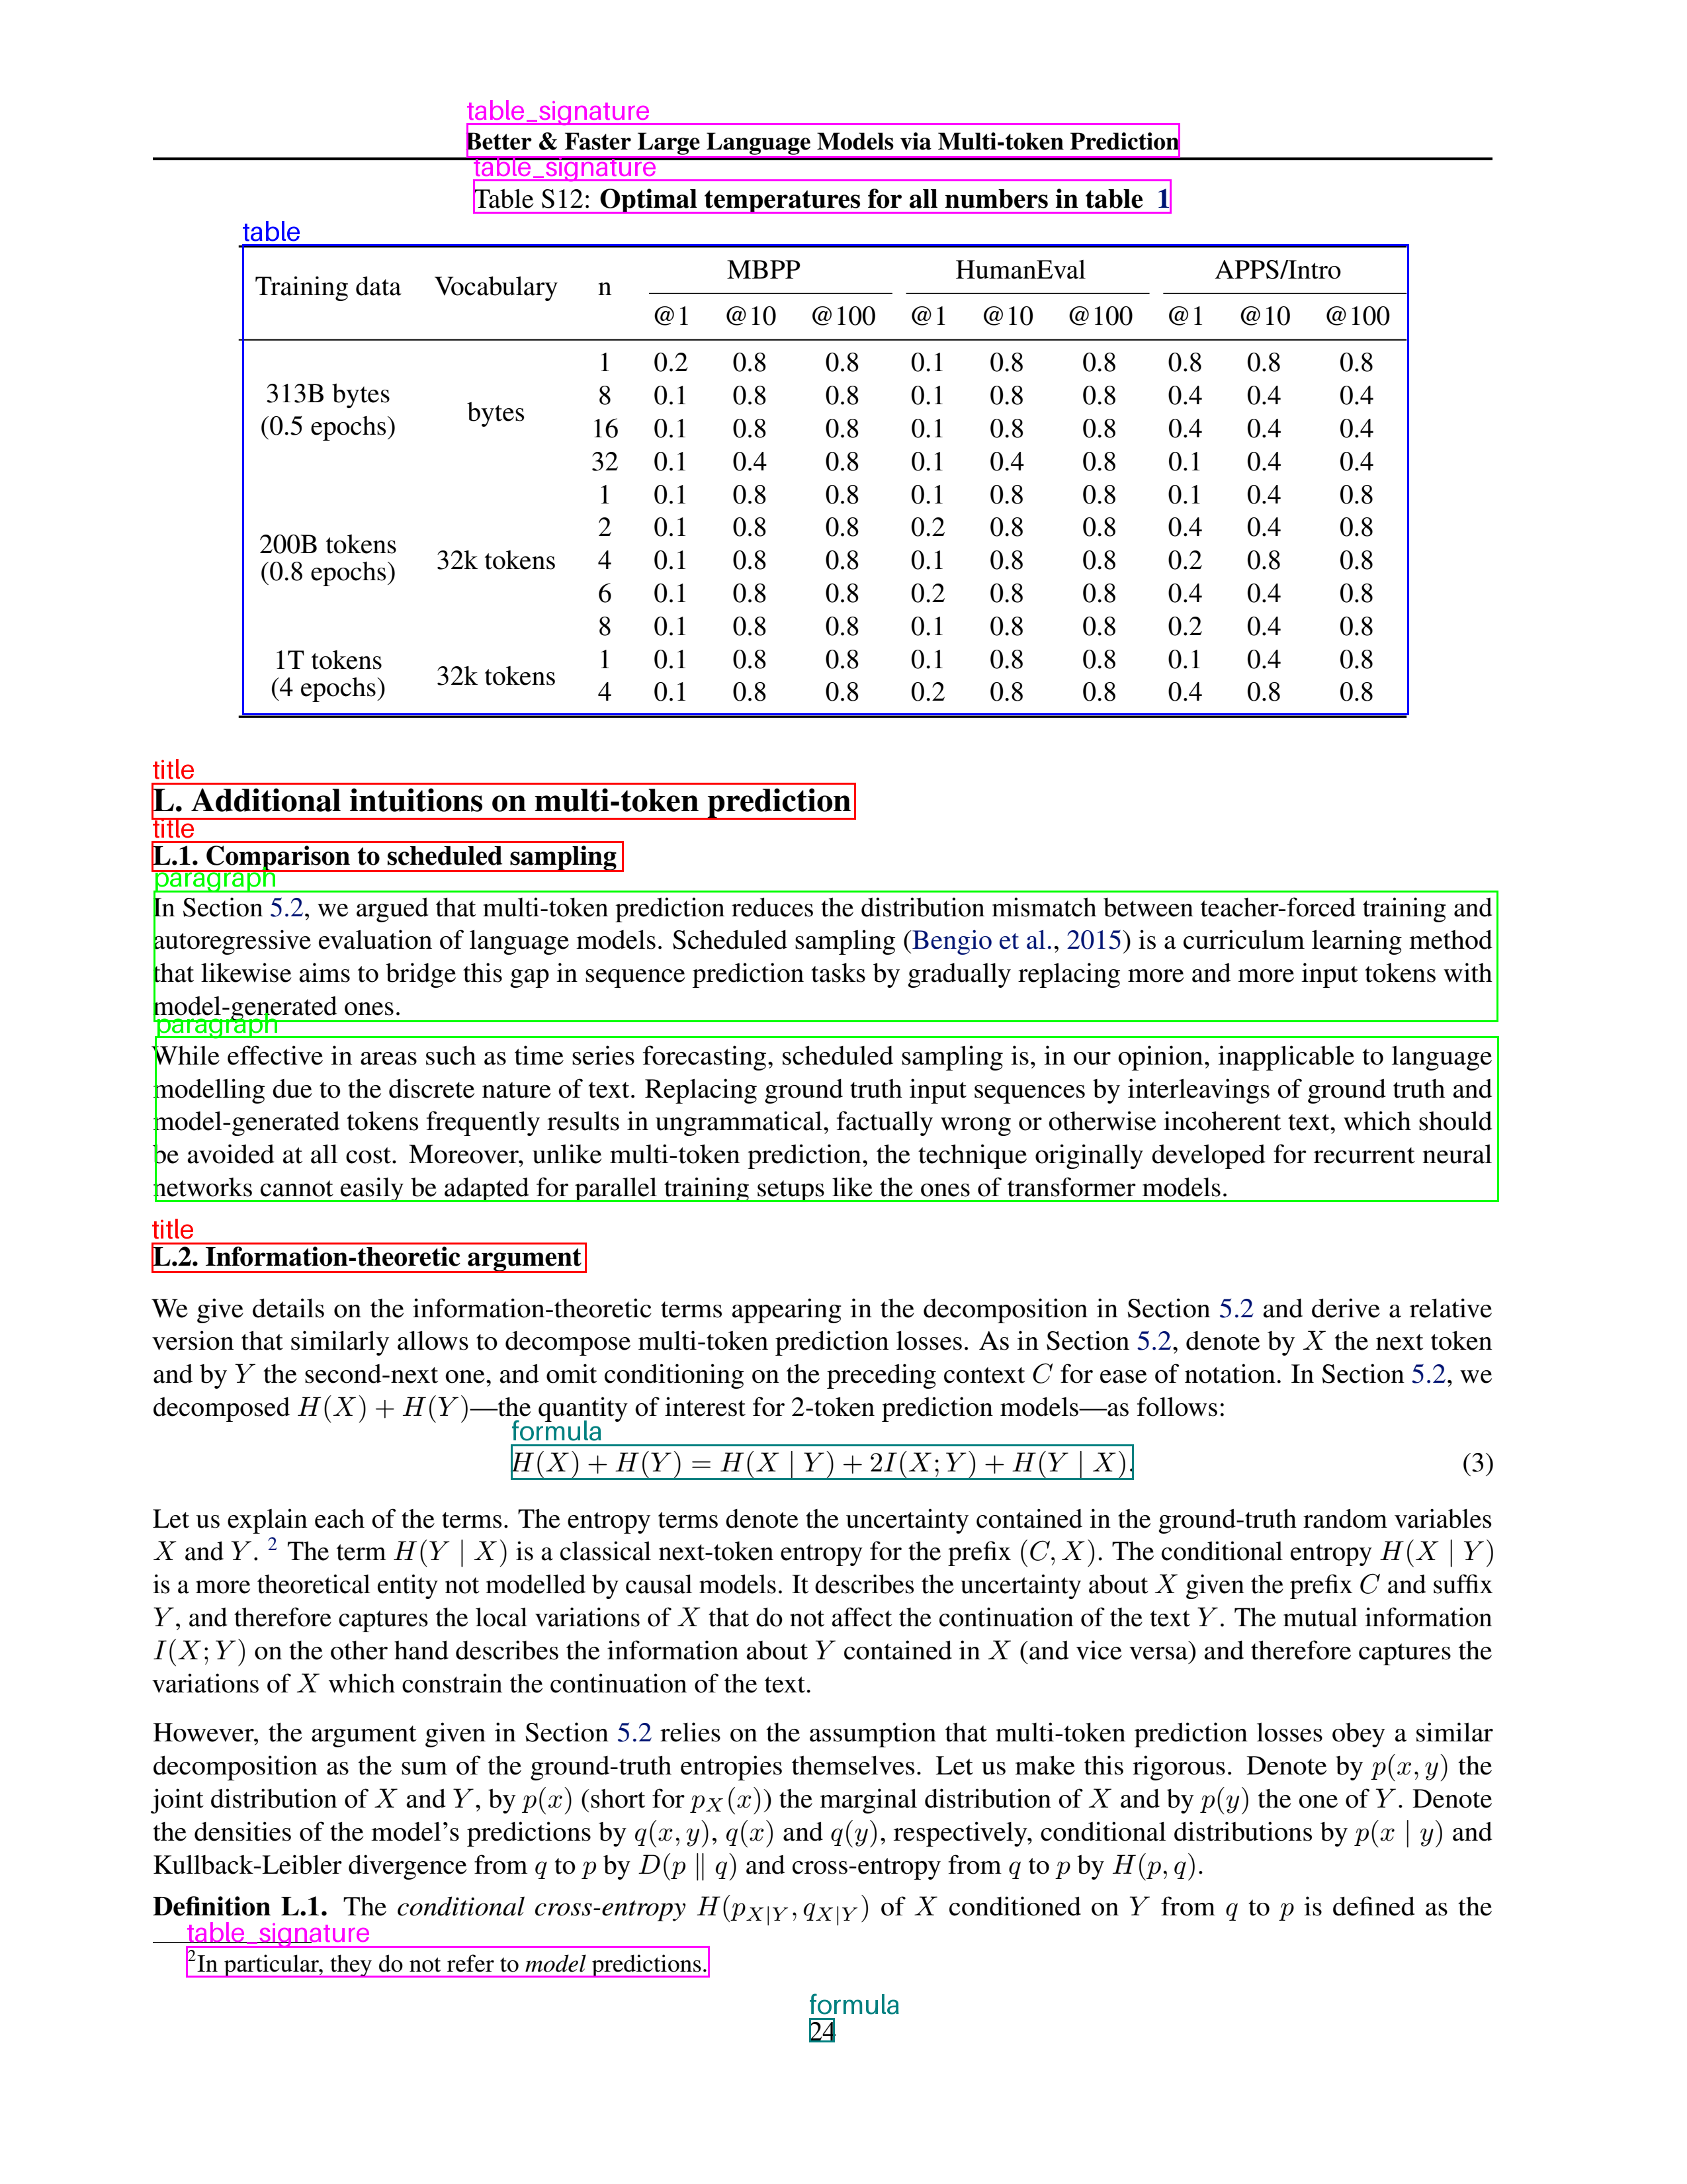 table_signature
Better & Faster Large Language Models via Multi-token Prediction
table_signature
Table S12: Optimal temperatures for all numbers in table 1
table
Training data Vocabulary n MBPP HumanEval APPS/Intro
@1 @10 @100 @1 @10 @100 @1 @10 @100
313B bytes (0.5 epochs) bytes 1 0.2 0.8 0.8 0.1 0.8 0.8 0.8 0.8 0.8
8 0.1 0.8 0.8 0.1 0.8 0.8 0.4 0.4 0.4
16 0.1 0.8 0.8 0.1 0.8 0.8 0.4 0.4 0.4
32 0.1 0.4 0.8 0.1 0.4 0.8 0.1 0.4 0.4
200B tokens (0.8 epochs) 32k tokens 1 0.1 0.8 0.8 0.1 0.8 0.8 0.1 0.4 0.8
2 0.1 0.8 0.8 0.2 0.8 0.8 0.4 0.4 0.8
4 0.1 0.8 0.8 0.1 0.8 0.8 0.2 0.8 0.8
6 0.1 0.8 0.8 0.2 0.8 0.8 0.4 0.4 0.8
8 0.1 0.8 0.8 0.1 0.8 0.8 0.2 0.4 0.8
1T tokens (4 epochs) 32k tokens 1 0.1 0.8 0.8 0.1 0.8 0.8 0.1 0.4 0.8
4 0.1 0.8 0.8 0.2 0.8 0.8 0.4 0.8 0.8
title
L. Additional intuitions on multi-token prediction
title
L.1. Comparison to scheduled sampling
paragraph
In Section 5.2, we argued that multi-token prediction reduces the distribution mismatch between teacher-forced training and
autoregressive evaluation of language models. Scheduled sampling (Bengio et al., 2015) is a curriculum learning method
that likewise aims to bridge this gap in sequence prediction tasks by gradually replacing more and more input tokens with
model-generated ones.
paragraph
While effective in areas such as time series forecasting, scheduled sampling is, in our opinion, inapplicable to language
modelling due to the discrete nature of text. Replacing ground truth input sequences by interleavings of ground truth and
model-generated tokens frequently results in ungrammatical, factually wrong or otherwise incoherent text, which should
be avoided at all cost. Moreover, unlike multi-token prediction, the technique originally developed for recurrent neural
networks cannot easily be adapted for parallel training setups like the ones of transformer models.
title
L.2. Information-theoretic argument
We give details on the information-theoretic terms appearing in the decomposition in Section 5.2 and derive a relative
version that similarly allows to decompose multi-token prediction losses. As in Section 5.2, denote by X the next token
and by Y the second-next one, and omit conditioning on the preceding context C for ease of notation. In Section 5.2, we
decomposed H(X) + H(Y)—the quantity of interest for 2-token prediction models—as follows:
formula
H(X) + H(Y) = H(X | Y) + 2I(X; Y) + H(Y | X). (3)
Let us explain each of the terms. The entropy terms denote the uncertainty contained in the ground-truth random variables
X and Y. ² The term H(Y | X) is a classical next-token entropy for the prefix (C, X). The conditional entropy H(X | Y)
is a more theoretical entity not modelled by causal models. It describes the uncertainty about X given the prefix C and suffix
Y, and therefore captures the local variations of X that do not affect the continuation of the text Y. The mutual information
I(X; Y) on the other hand describes the information about Y contained in X (and vice versa) and therefore captures the
variations of X which constrain the continuation of the text.
However, the argument given in Section 5.2 relies on the assumption that multi-token prediction losses obey a similar
decomposition as the sum of the ground-truth entropies themselves. Let us make this rigorous. Denote by p(x, y) the
joint distribution of X and Y, by p(x) (short for p_X(x)) the marginal distribution of X and by p(y) the one of Y. Denote
the densities of the model's predictions by q(x, y), q(x) and q(y), respectively, conditional distributions by p(x | y) and
Kullback-Leibler divergence from q to p by D(p ∥ q) and cross-entropy from q to p by H(p, q).
Definition L.1. The conditional cross-entropy H(p_{X|Y}, q_{X|Y}) of X conditioned on Y from q to p is defined as the
table_signature
²In particular, they do not refer to model predictions.
formula
24